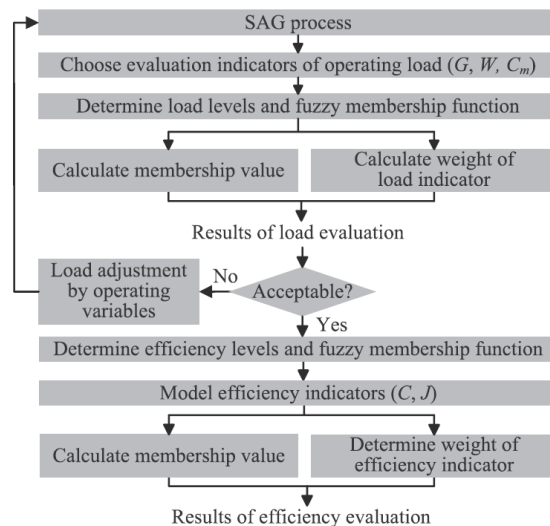 SAG process
Choose evaluation indicators of operating load (G, W, Cm)
Determine load levels and fuzzy membership function
Calculate membership value
Calculate weight of
load indicator
Results of load evaluation
Load adjustment
by operating
variables
No
Acceptable?
Yes
Determine efficiency levels and fuzzy membership function
Model efficiency indicators (C, J)
Calculate membership value
Determine weight of
efficiency indicator
Results of efficiency evaluation